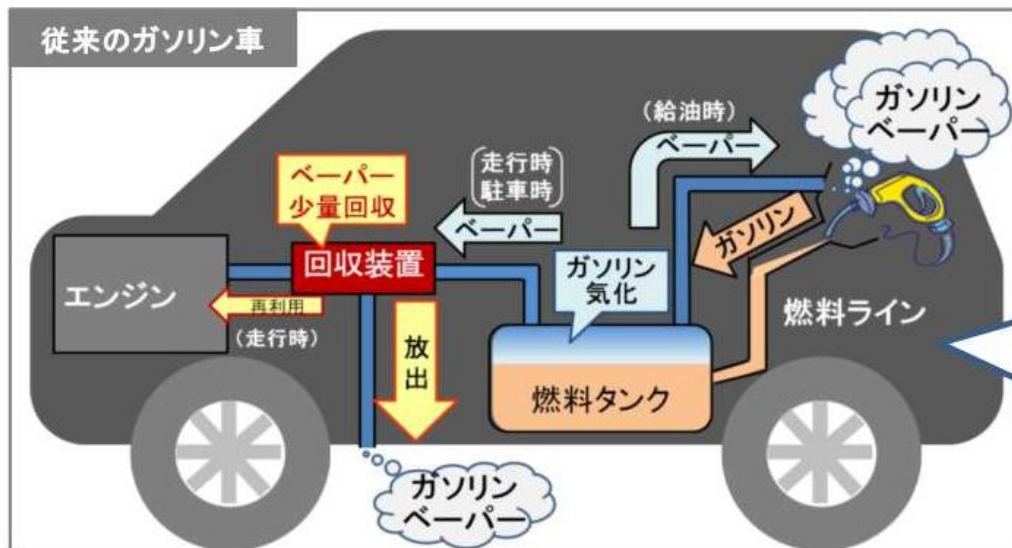 従来のガソリン車
ガソリン
ベーパー
(給油時)
ベーパー
走行時
駐車時
ベーパー
ベーパー
少量回収
ガソリン
回収装置
ガソリン
気化
エンジン
再利用
(走行時)
燃料ライン
放出
燃料タンク
ガソリン
ベーパー